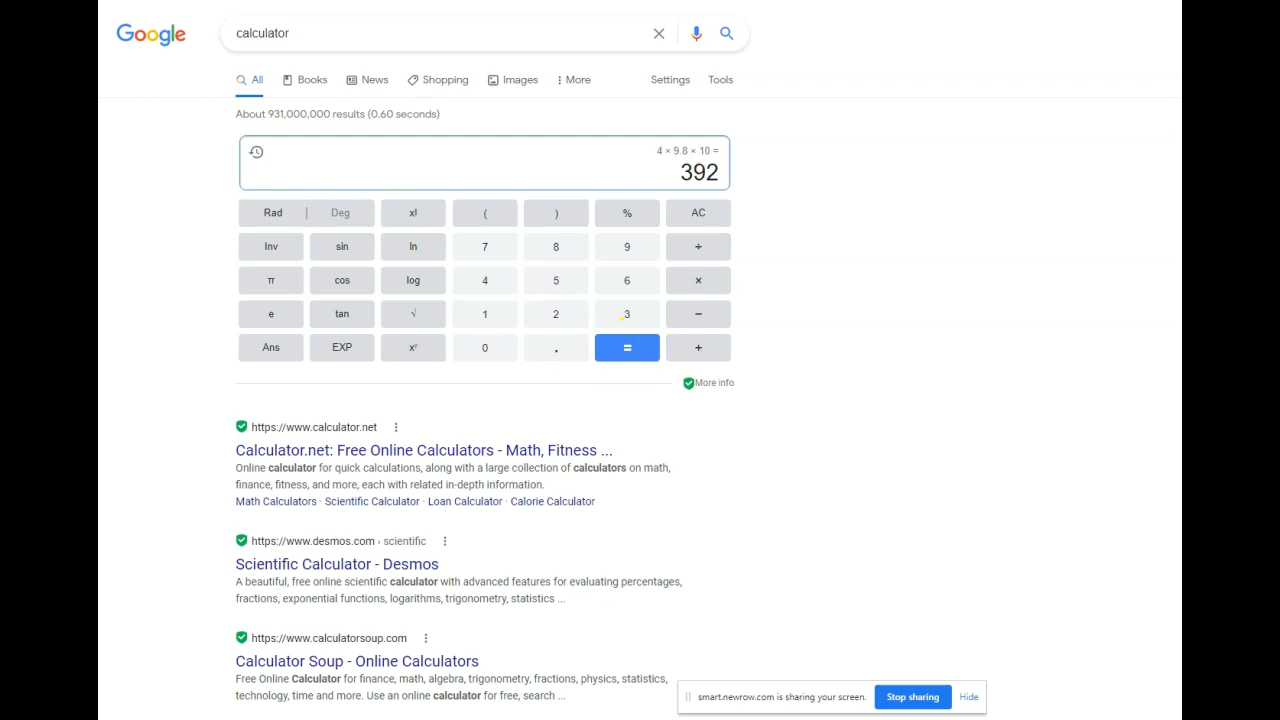 Google
calculator
All Books News Shopping Images More Settings Tools
About 931,000,000 results (0.60 seconds)
4 × 9.8 × 10 =
392
Rad | Deg x! ( ) % AC
Inv sin ln 7 8 9 ÷
π cos log 4 5 6 ×
e tan √ 1 2 3 −
Ans EXP xʸ 0 . = +
More info
https://www.calculator.net
Calculator.net: Free Online Calculators - Math, Fitness ...
Online calculator for quick calculations, along with a large collection of calculators on math,
finance, fitness, and more, each with related in-depth information.
Math Calculators · Scientific Calculator · Loan Calculator · Calorie Calculator
https://www.desmos.com › scientific
Scientific Calculator - Desmos
A beautiful, free online scientific calculator with advanced features for evaluating percentages,
fractions, exponential functions, logarithms, trigonometry, statistics ...
https://www.calculatorsoup.com
Calculator Soup - Online Calculators
Free Online Calculator for finance, math, algebra, trigonometry, fractions, physics, statistics,
technology, time and more. Use an online calculator for free, search ...
smart.newrow.com is sharing your screen. Stop sharing Hide